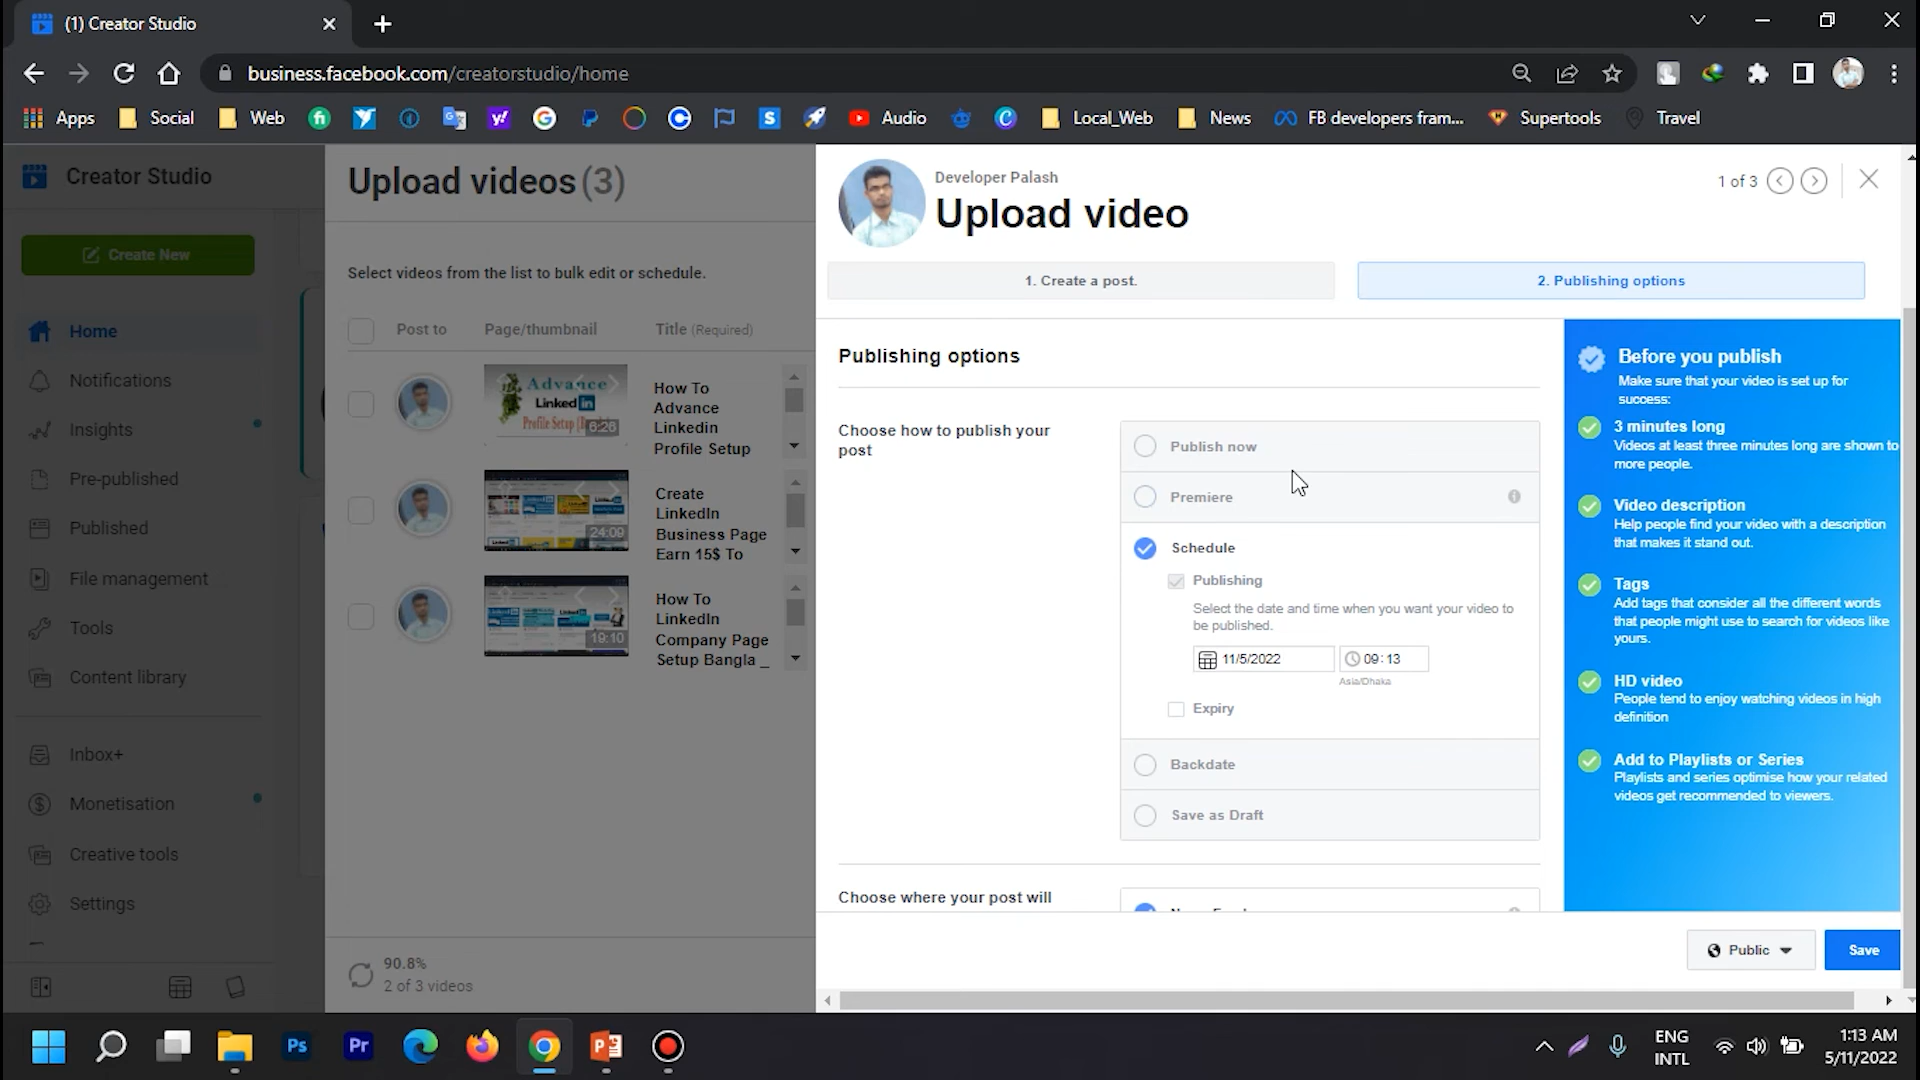 (1) Creator Studio
business.facebook.com/creatorstudio/home
Apps
Social
Web
Audio
Local_Web
News
FB developers fram...
Supertools
Travel
Creator Studio
Create New
Home
Notifications
Insights
Pre-published
Published
File management
Tools
Content library
Inbox+
Monetisation
Creative tools
Settings
Upload videos (3)
Select videos from the list to bulk edit or schedule.
Post to
Page/thumbnail
Title (Required)
Advance
Linked in
Profile Setup
6:26
How To
Advance
Linkedin
Profile Setup
24:09
Create
LinkedIn
Business Page
Earn 15$ To
19:10
How To
LinkedIn
Company Page
Setup Bangla _
90.8%
2 of 3 videos
Developer Palash
Upload video
1 of 3
1. Create a post.
2. Publishing options
Publishing options
Choose how to publish your
post
Publish now
Premiere
Schedule
Publishing
Select the date and time when you want your video to
be published.
11/5/2022
09:13
Asia/Dhaka
Expiry
Backdate
Save as Draft
Choose where your post will
Before you publish
Make sure that your video is set up for
success:
3 minutes long
Videos at least three minutes long are shown to
more people.
Video description
Help people find your video with a description
that makes it stand out.
Tags
Add tags that consider all the different words
that people might use to search for videos like
yours.
HD video
People tend to enjoy watching videos in high
definition
Add to Playlists or Series
Playlists and series optimise how your related
videos get recommended to viewers.
Public
Save
Ps
Pr
ENG
INTL
1:13 AM
5/11/2022